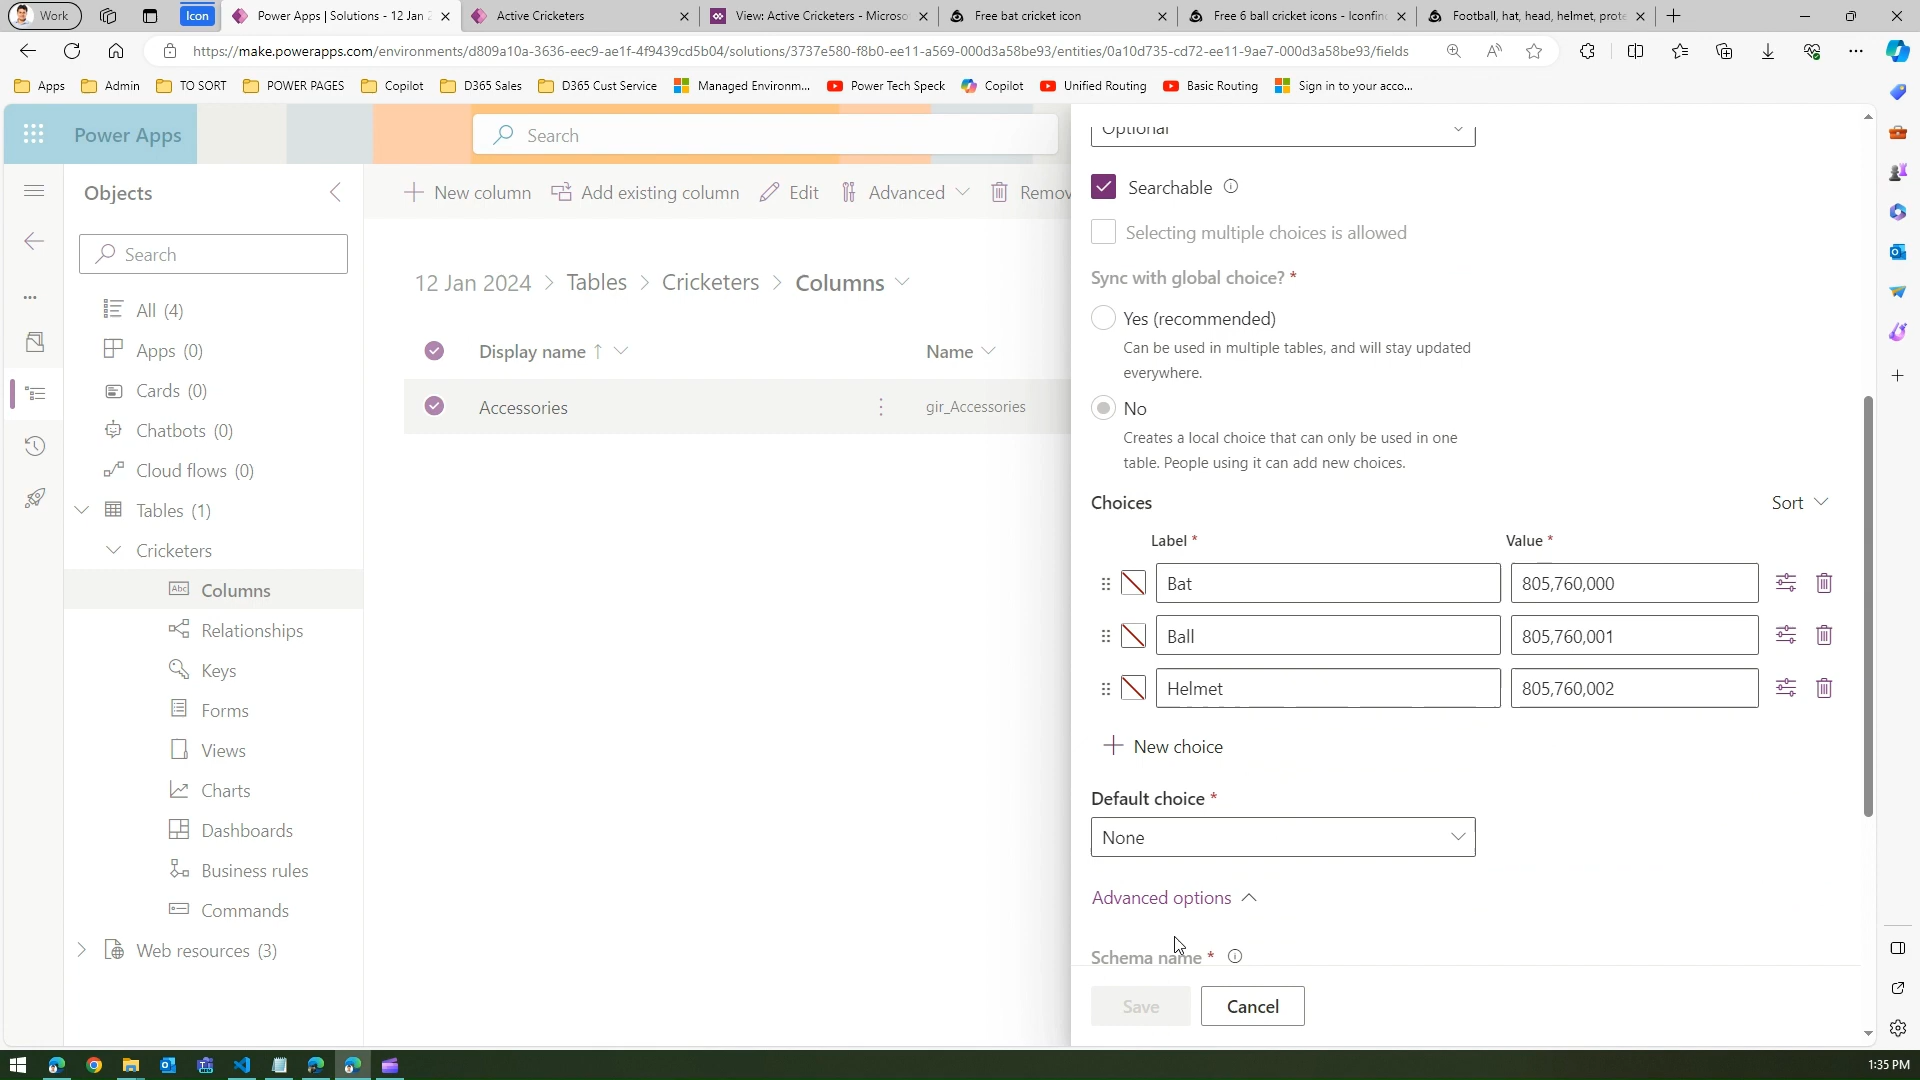 Work
Icon
Power Apps | Solutions - 12 Jan 2
Active Cricketers
View: Active Cricketers - Microso
Free bat cricket icon
Free 6 ball cricket icons - Iconfin
Football, hat, head, helmet, prote
https://make.powerapps.com/environments/d809a10a-3636-eec9-ae1f-4f9439cd5b04/solutions/3737e580-f8b0-ee11-a569-000d3a58be93/entities/0a10d735-cd72-ee11-9ae7-000d3a58be93/fields
Apps
Admin
TO SORT
POWER PAGES
Copilot
D365 Sales
D365 Cust Service
Managed Environm...
Power Tech Speck
Copilot
Unified Routing
Basic Routing
Sign in to your acco...
Power Apps
Search
Objects
Search
All (4)
Apps (0)
Cards (0)
Chatbots (0)
Cloud flows (0)
Tables (1)
Cricketers
Abc Columns
Relationships
Keys
Forms
Views
Charts
Dashboards
Business rules
Commands
Web resources (3)
New column
Add existing column
Edit
Advanced
Remov
12 Jan 2024 > Tables > Cricketers > Columns
Display name ↑
Name
Accessories
gir_Accessories
Optional
Searchable
Selecting multiple choices is allowed
Sync with global choice? *
Yes (recommended)
Can be used in multiple tables, and will stay updated
everywhere.
No
Creates a local choice that can only be used in one
table. People using it can add new choices.
Choices
Sort
Label *
Value *
Bat
805,760,000
Ball
805,760,001
Helmet
805,760,002
New choice
Default choice *
None
Advanced options
Schema name *
Save
Cancel
1:35 PM